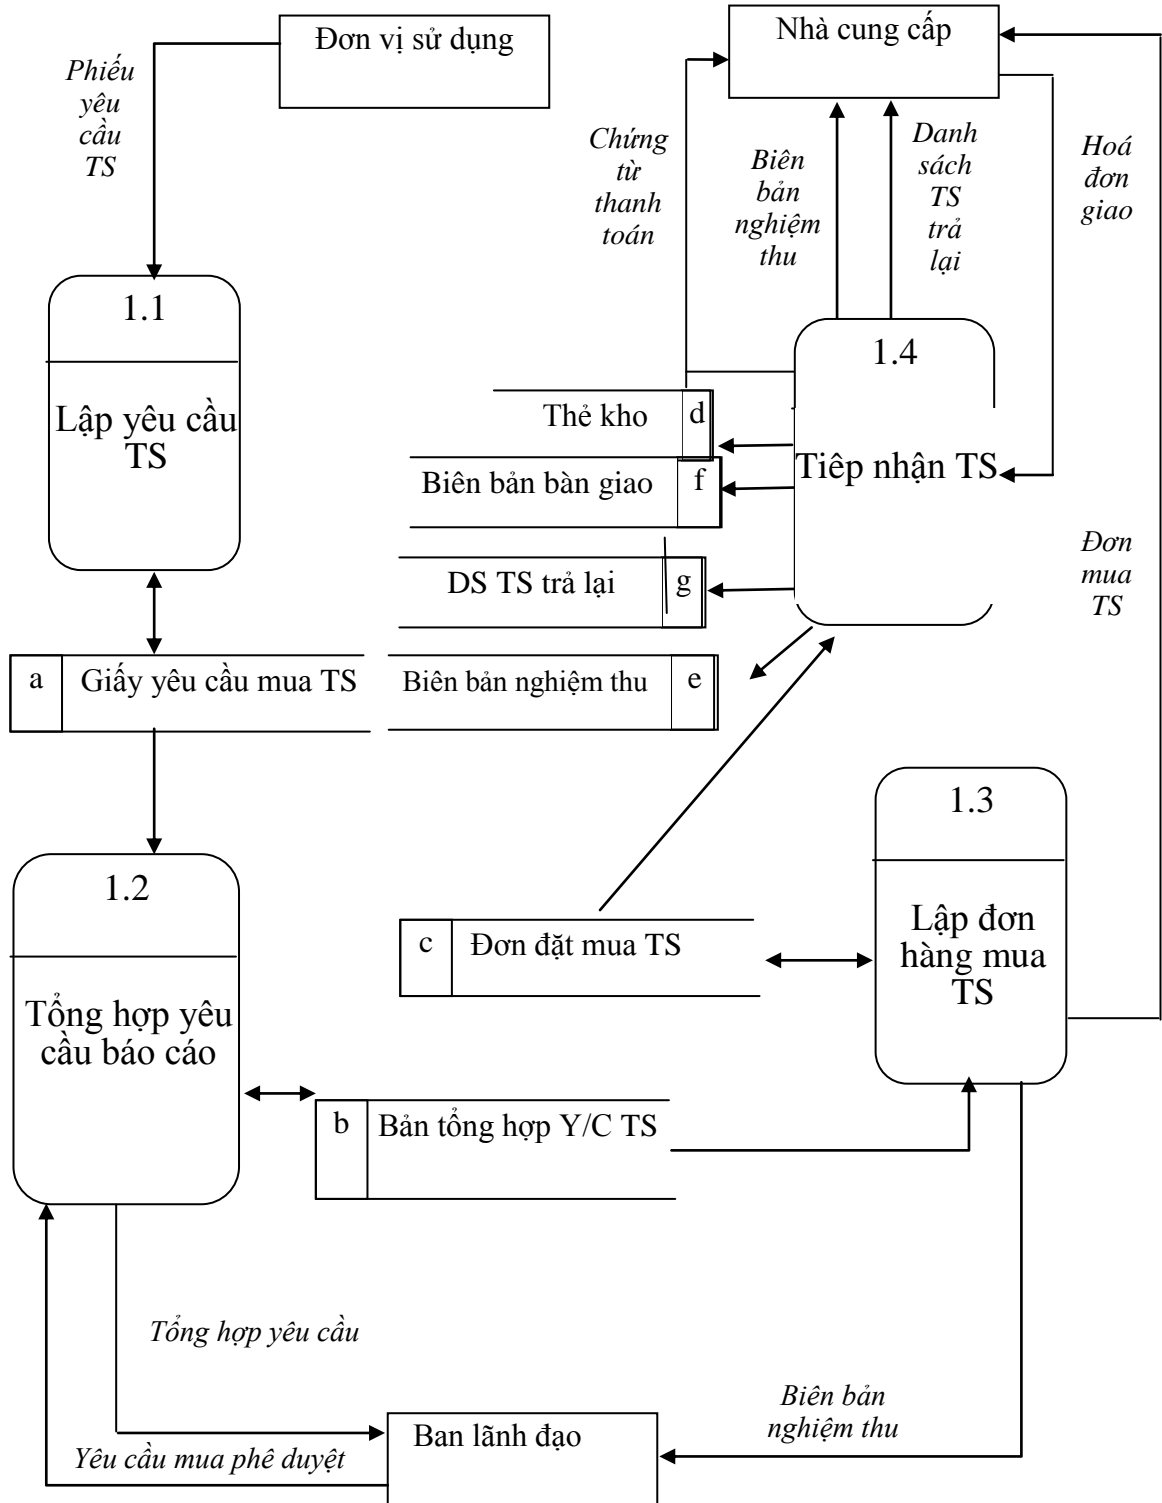 Đơn vị sử dụng
Nhà cung cấp
Phiếu
yêu
cầu
TS
Chứng
từ
thanh
toán
Biên
bản
nghiệm
thu
Danh
sách
TS
trả
lại
Hoá
đơn
giao
1.1
Lập yêu cầu
TS
1.4
Tiêp nhận TS
Thẻ kho
d
Biên bản bàn giao
f
DS TS trả lại
g
Đơn
mua
TS
a
Giấy yêu cầu mua TS
Biên bản nghiệm thu
e
1.3
Lập đơn
hàng mua
TS
1.2
Tổng hợp yêu
cầu báo cáo
c
Đơn đặt mua TS
b
Bản tổng hợp Y/C TS
Tổng hợp yêu cầu
Biên bản
nghiệm thu
Ban lãnh đạo
Yêu cầu mua phê duyệt